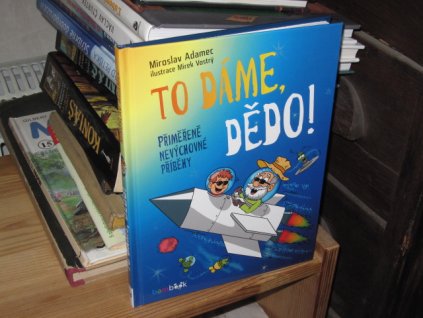 Miroslav Adamec
ilustrace Mirek Vostrý
TO DÁME,
DĚDO!
PŘIMĚŘENĚ
NEVÝCHOVNÉ
PŘÍBĚHY
bambook
KONIÁŠ